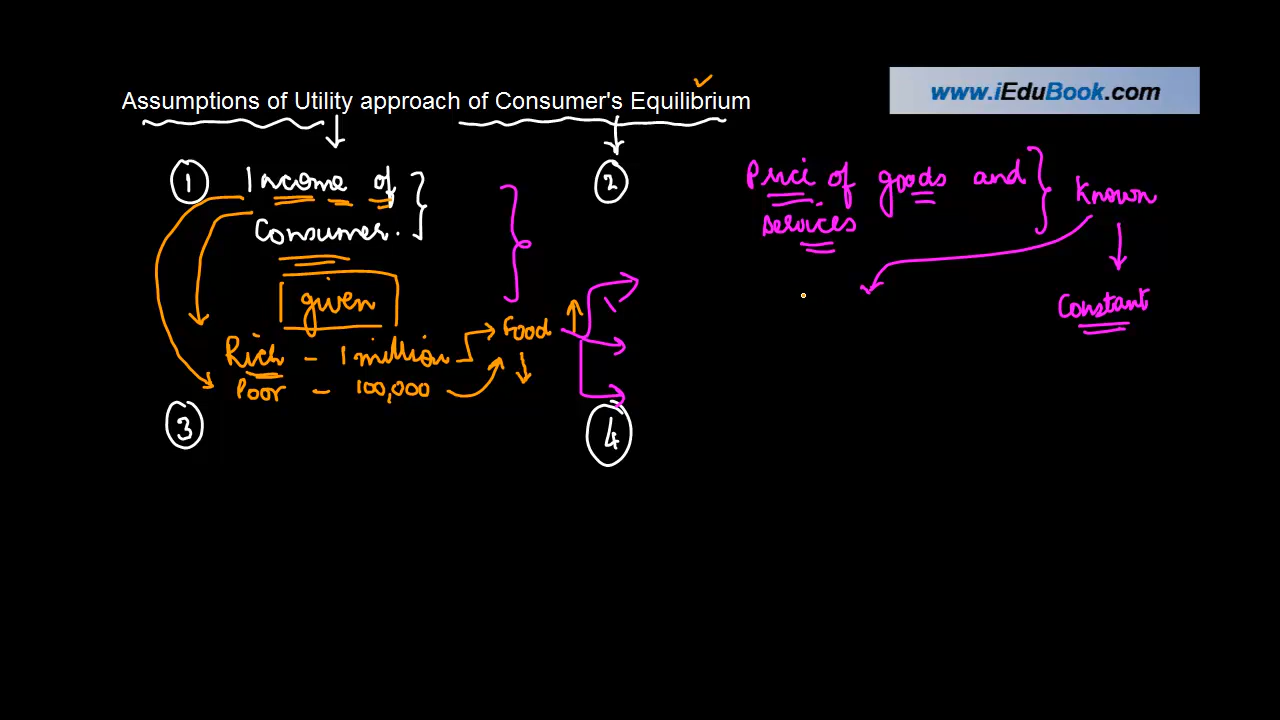 www.iEduBook.com
Assumptions of Utility approach of Consumer's Equilibrium
1 Income of
Consumer.
given
Rich - 1 million
Poor - 100,000
Food
2
Price of goods and
Services
Known
Constant
3
4